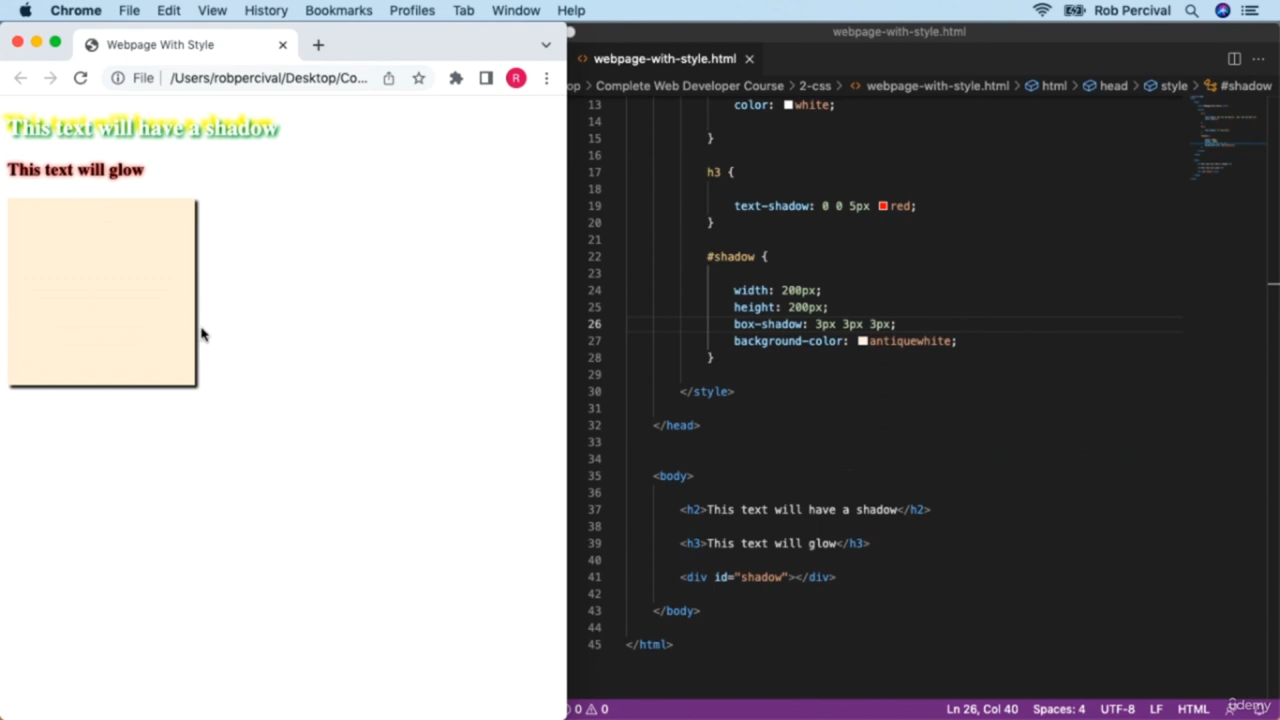 Chrome File Edit View History Bookmarks Profiles Tab Window Help Rob Percival
Webpage With Style
File /Users/robpercival/Desktop/Co... R
This text will have a shadow
This text will glow
webpage-with-style.html
webpage-with-style.html
op > Complete Web Developer Course > 2-css > webpage-with-style.html > html > head > style > #shadow
13 color: white;
14
15 }
16
17 h3 {
18
19 text-shadow: 0 0 5px red;
20 }
21
22 #shadow {
23
24 width: 200px;
25 height: 200px;
26 box-shadow: 3px 3px 3px;
27 background-color: antiquewhite;
28 }
29
30 </style>
31
32 </head>
33
34
35 <body>
36
37 <h2>This text will have a shadow</h2>
38
39 <h3>This text will glow</h3>
40
41 <div id="shadow"></div>
42
43 </body>
44
45 </html>
0 0 Ln 26, Col 40 Spaces: 4 UTF-8 LF HTML
ûdemy